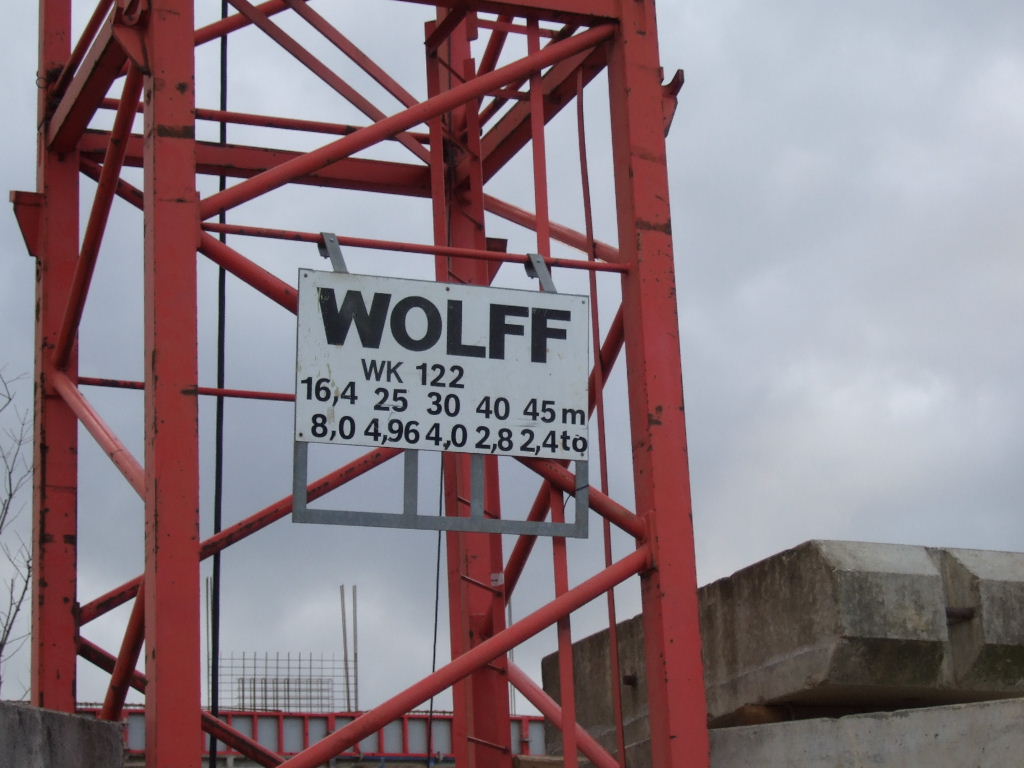 WOLFF
WK 122
16,4 25 30 40 45 m
8,0 4,96 4,0 2,8 2,4 to